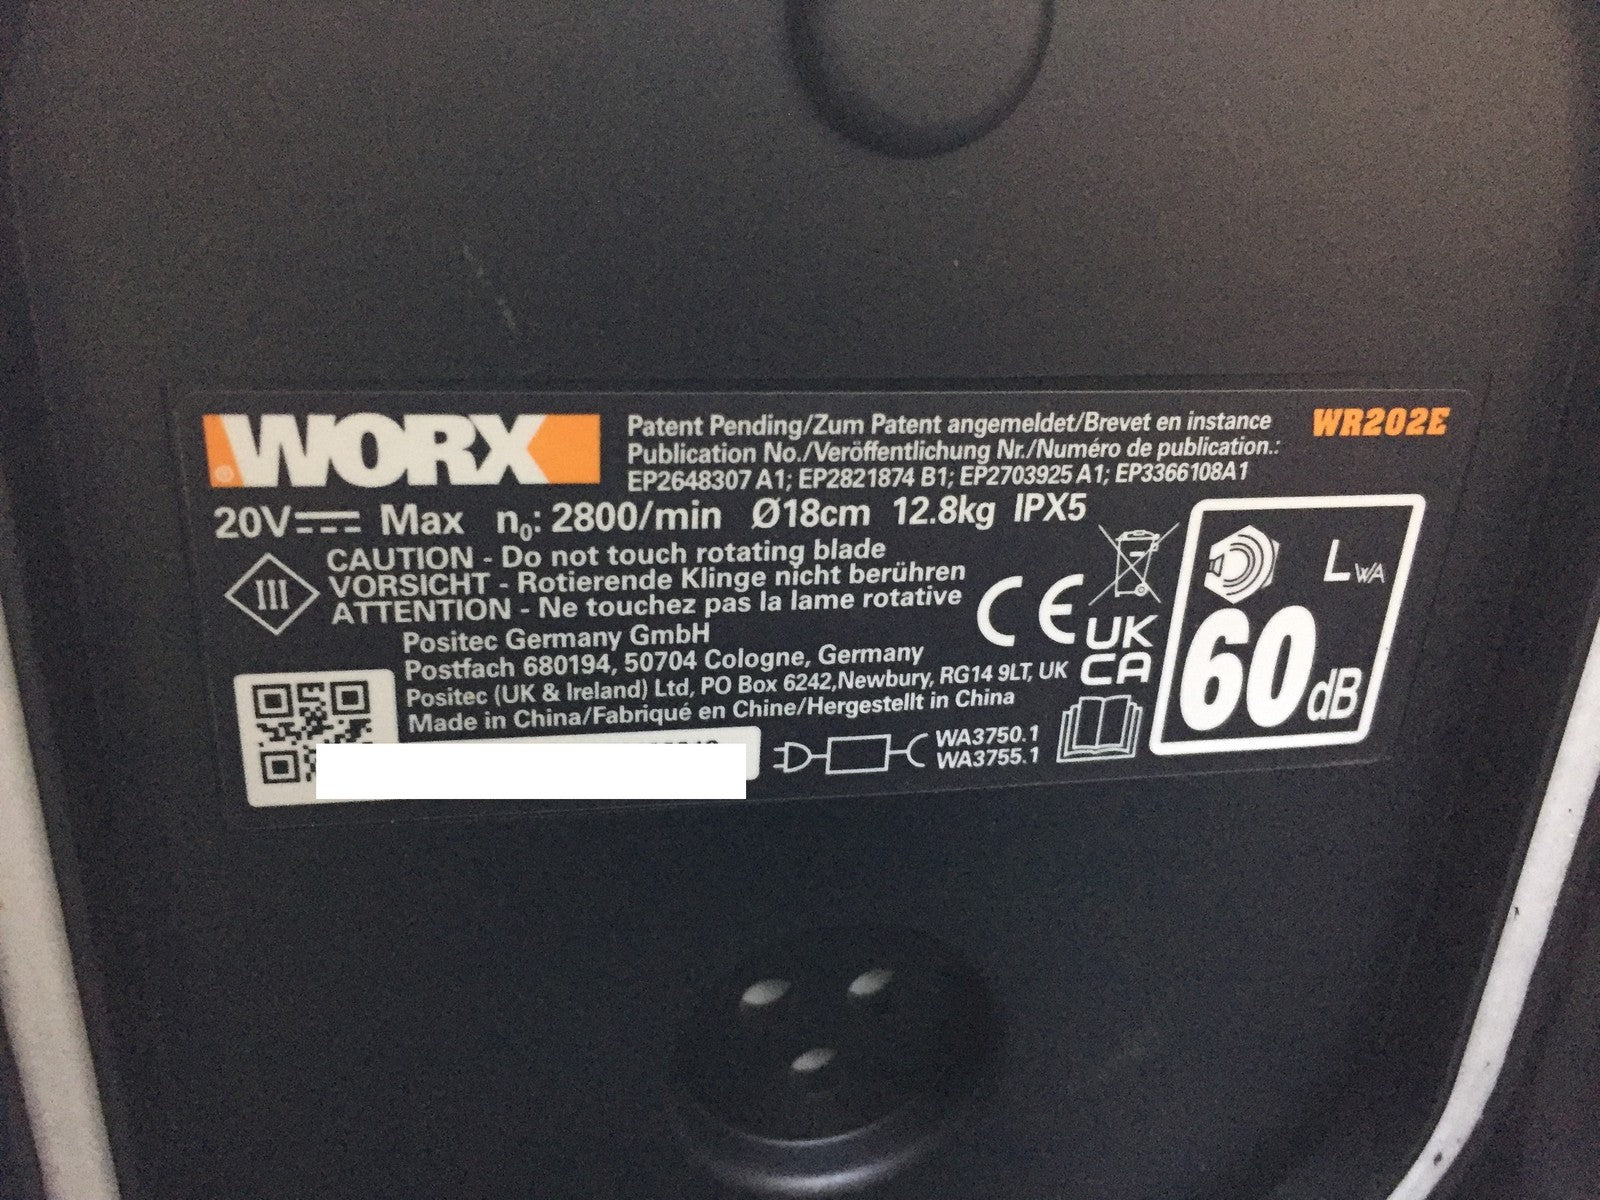 WORX
®
Patent Pending/Zum Patent angemeldet/Brevet en instance
Publication No./Veröffentlichung Nr./Numéro de publication.:
EP2648307 A1; EP2821874 B1; EP2703925 A1; EP3366108A1
WR202E
20V Max n0: 2800/min Ø18cm 12.8kg IPX5
III
CAUTION - Do not touch rotating blade
VORSICHT - Rotierende Klinge nicht berühren
ATTENTION - Ne touchez pas la lame rotative
Positec Germany GmbH
Postfach 680194, 50704 Cologne, Germany
Positec (UK & Ireland) Ltd, PO Box 6242,Newbury, RG14 9LT, UK
Made in China/Fabriqué en Chine/Hergestellt in China
CE
UK
CA
WA3750.1
WA3755.1
LWA
60dB